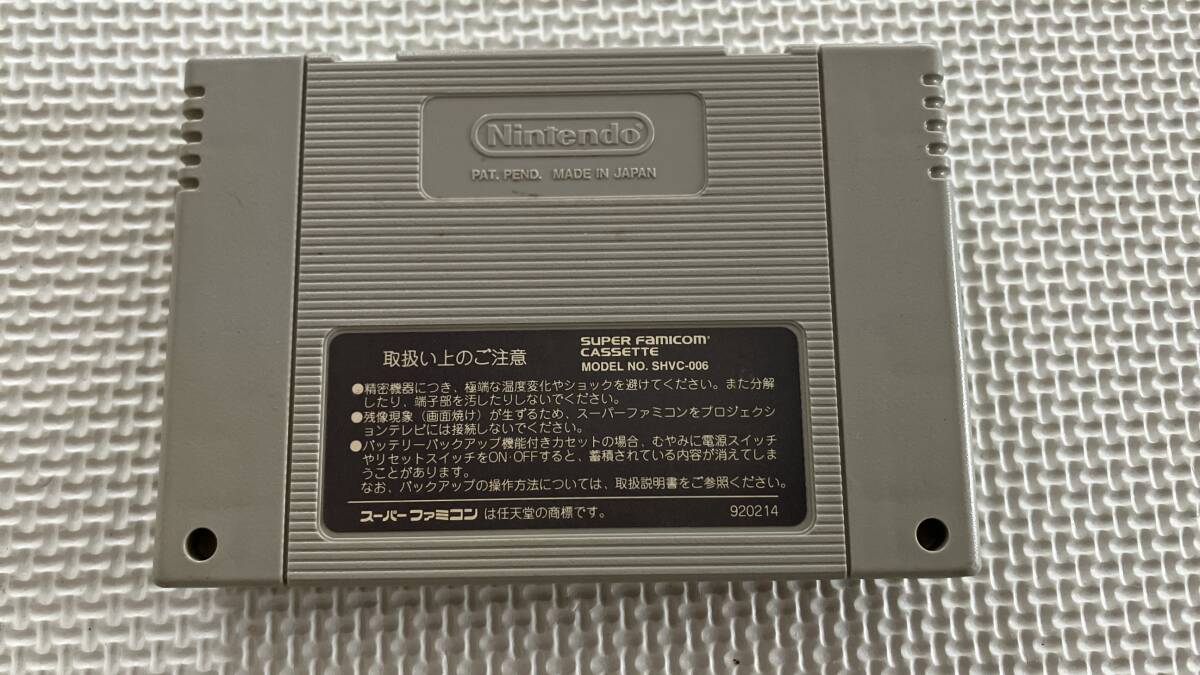 Nintendo
PAT. PEND. MADE IN JAPAN
取扱い上のご注意
SUPER FAMICOM
CASSETTE
MODEL NO. SHVC-006
●精密機器につき、極端な温度変化やショックを避けてください。また分解
したり、端子部を汚したりしないでください。
●残像現象(画面焼け)が生ずるため、スーパーファミコンをプロジェクシ
ョンテレビには接続しないでください。
●バッテリーバックアップ機能付きカセットの場合、むやみに電源スイッチ
やリセットスイッチをON·OFFすると、蓄積されている内容が消えてしま
うことがあります。
なお、バックアップの操作方法については、取扱説明書をご参照ください。
スーパーファミコン は任天堂の商標です。
920214